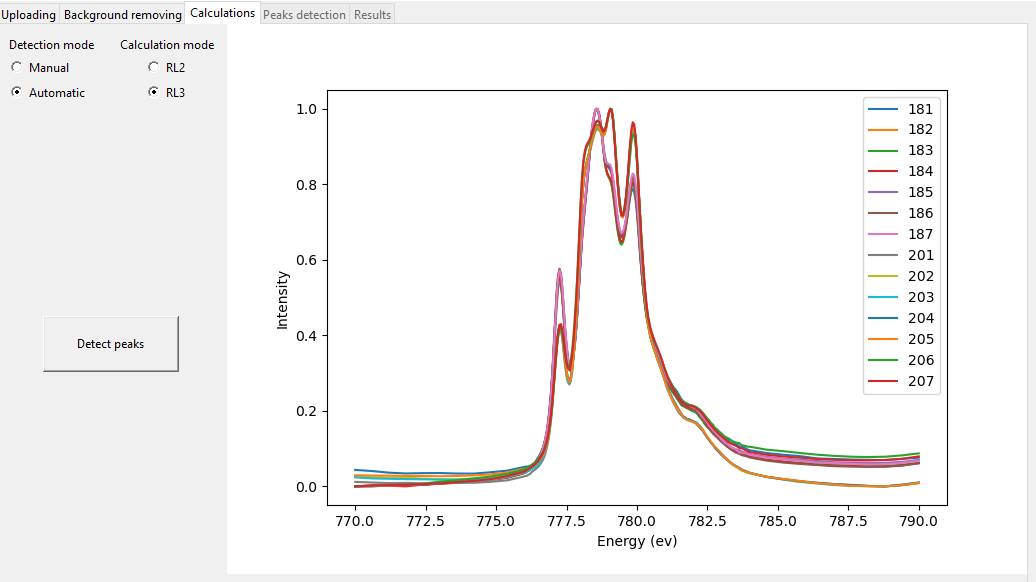 Uploading Background removing Calculations Peaks detection Results
Detection mode Calculation mode
Manual RL2
Automatic RL3
Detect peaks
Intensity
1.0
0.8
0.6
0.4
0.2
0.0
181
182
183
184
185
186
187
201
202
203
204
205
206
207
770.0 772.5 775.0 777.5 780.0 782.5 785.0 787.5 790.0
Energy (ev)